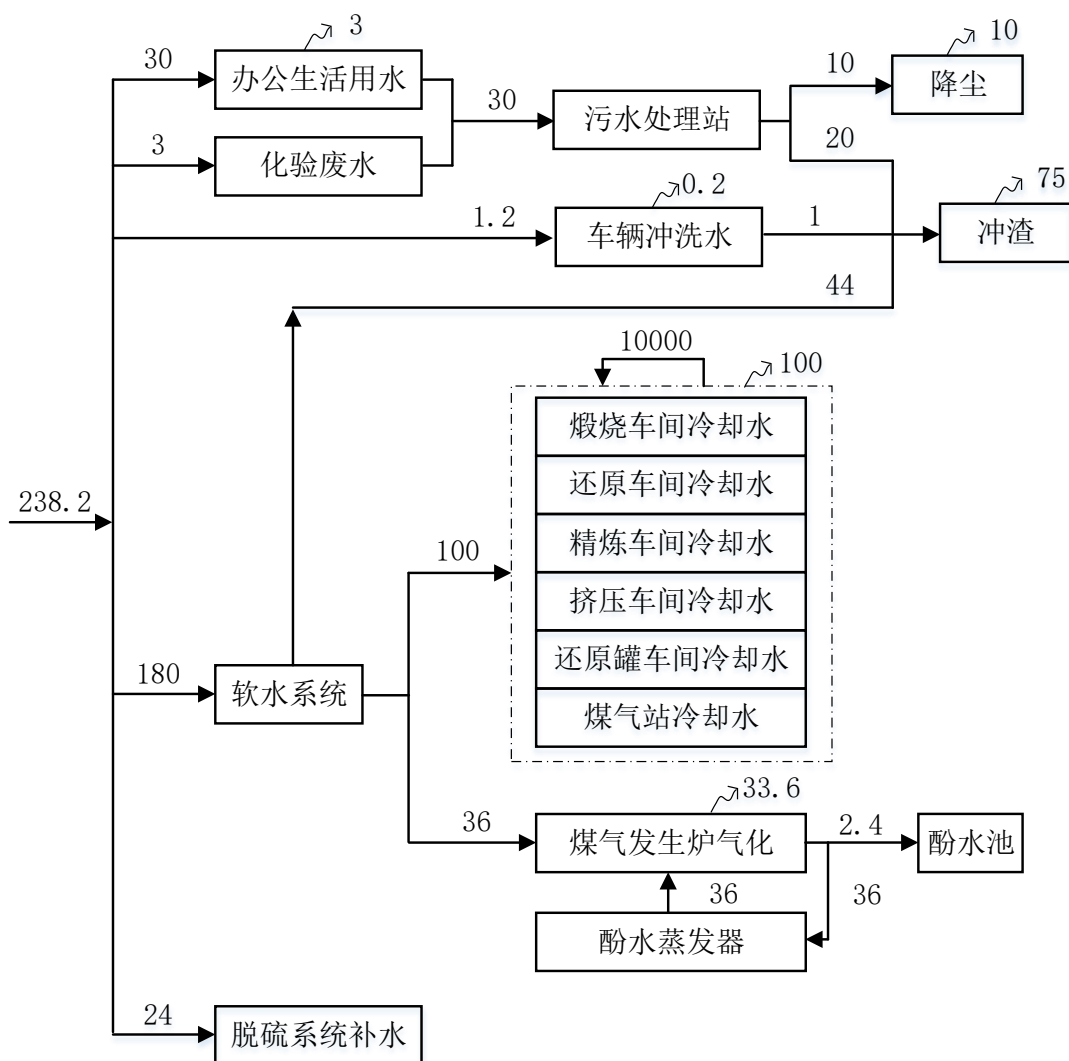 3
10
30
办公生活用水
30
污水处理站
10
降尘
3
化验废水
20
0.2
75
1.2
车辆冲洗水
1
冲渣
44
10000
100
煅烧车间冷却水
还原车间冷却水
238.2
精炼车间冷却水
100
挤压车间冷却水
还原罐车间冷却水
180
软水系统
煤气站冷却水
33.6
36
煤气发生炉气化
2.4
酚水池
36
36
酚水蒸发器
24
脱硫系统补水